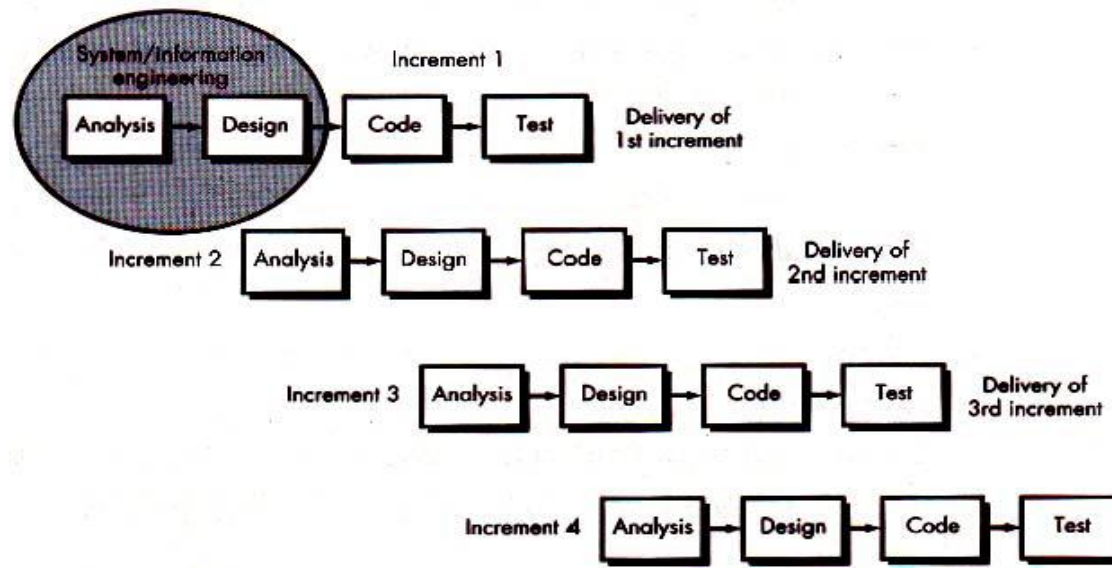 System/Information
engineering
Increment 1
Analysis
Design
Code
Test
Delivery of
1st increment
Increment 2
Analysis
Design
Code
Test
Delivery of
2nd increment
Increment 3
Analysis
Design
Code
Test
Delivery of
3rd increment
Increment 4
Analysis
Design
Code
Test